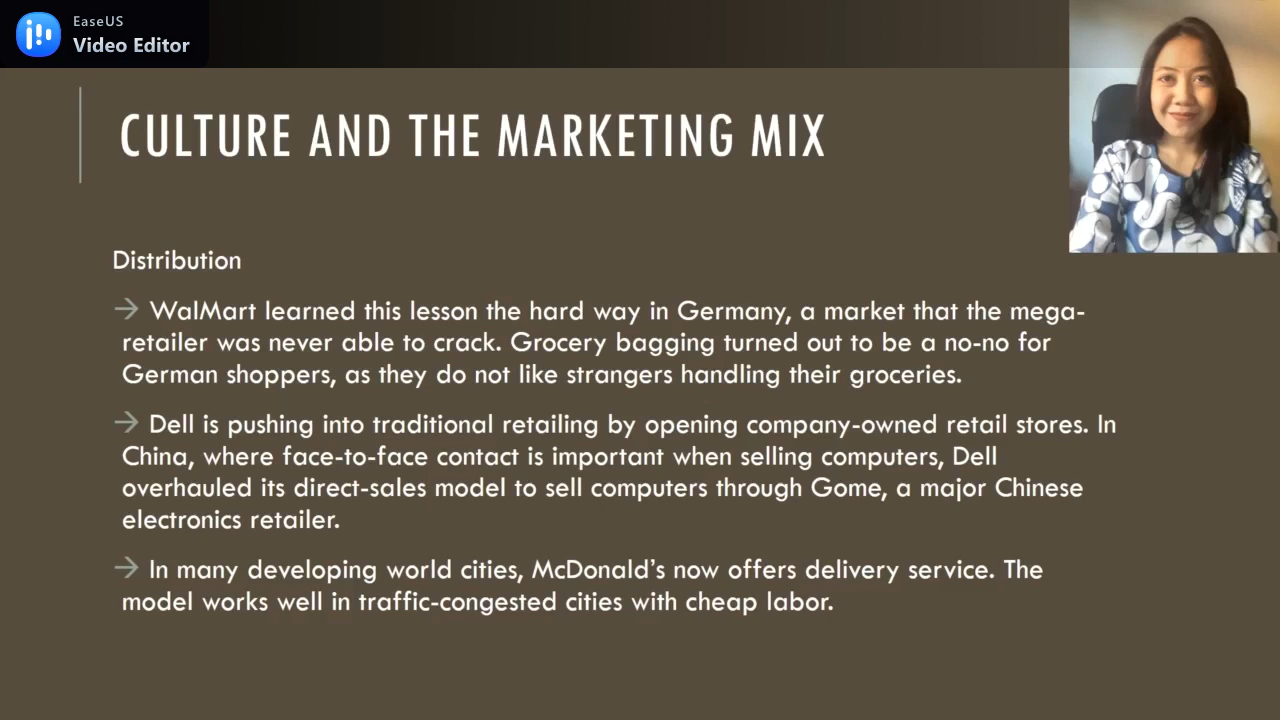 EaseUS
Video Editor
CULTURE AND THE MARKETING MIX
Distribution
→ WalMart learned this lesson the hard way in Germany, a market that the mega-
retailer was never able to crack. Grocery bagging turned out to be a no-no for
German shoppers, as they do not like strangers handling their groceries.
→ Dell is pushing into traditional retailing by opening company-owned retail stores. In
China, where face-to-face contact is important when selling computers, Dell
overhauled its direct-sales model to sell computers through Gome, a major Chinese
electronics retailer.
→ In many developing world cities, McDonald’s now offers delivery service. The
model works well in traffic-congested cities with cheap labor.